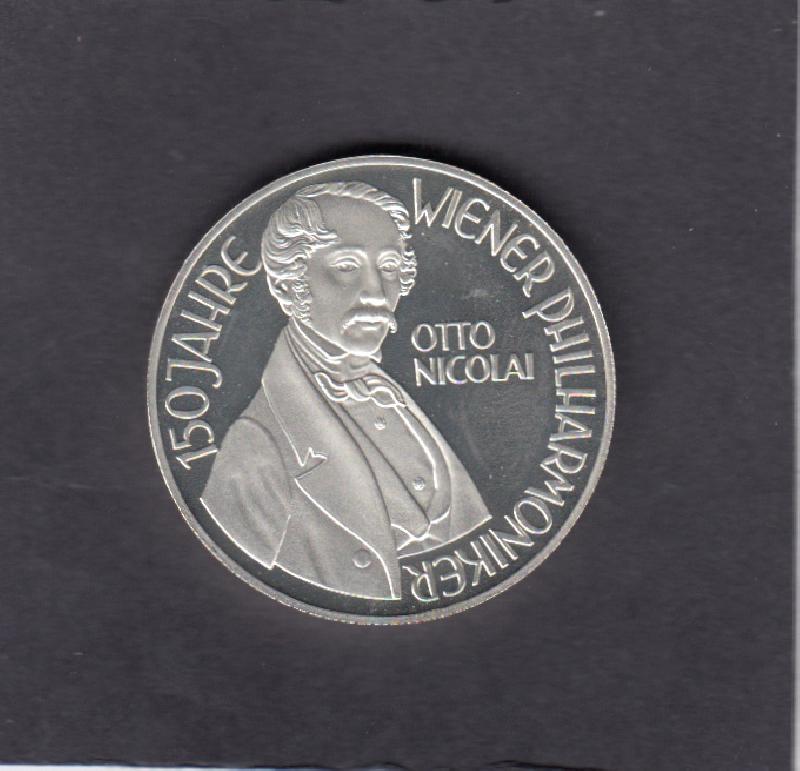 150 JAHRE WIENER PHILHARMONIKER
OTTO
NICOLAI